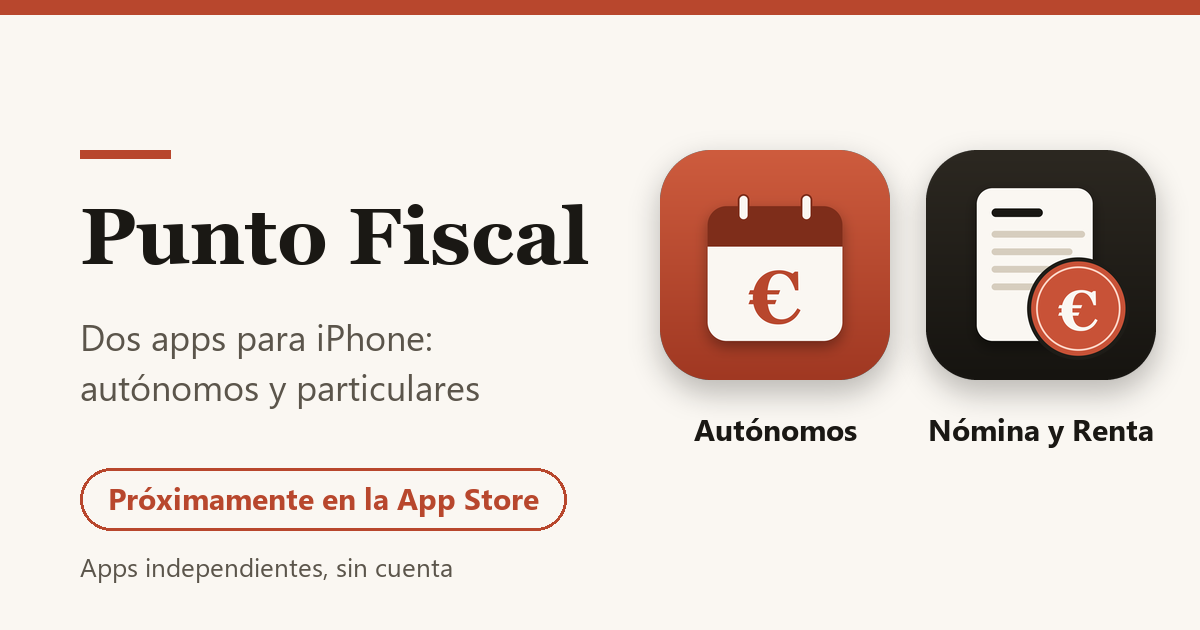 Punto Fiscal
Dos apps para iPhone:
autónomos y particulares
Próximamente en la App Store
Apps independientes, sin cuenta
€
€
Autónomos
Nómina y Renta